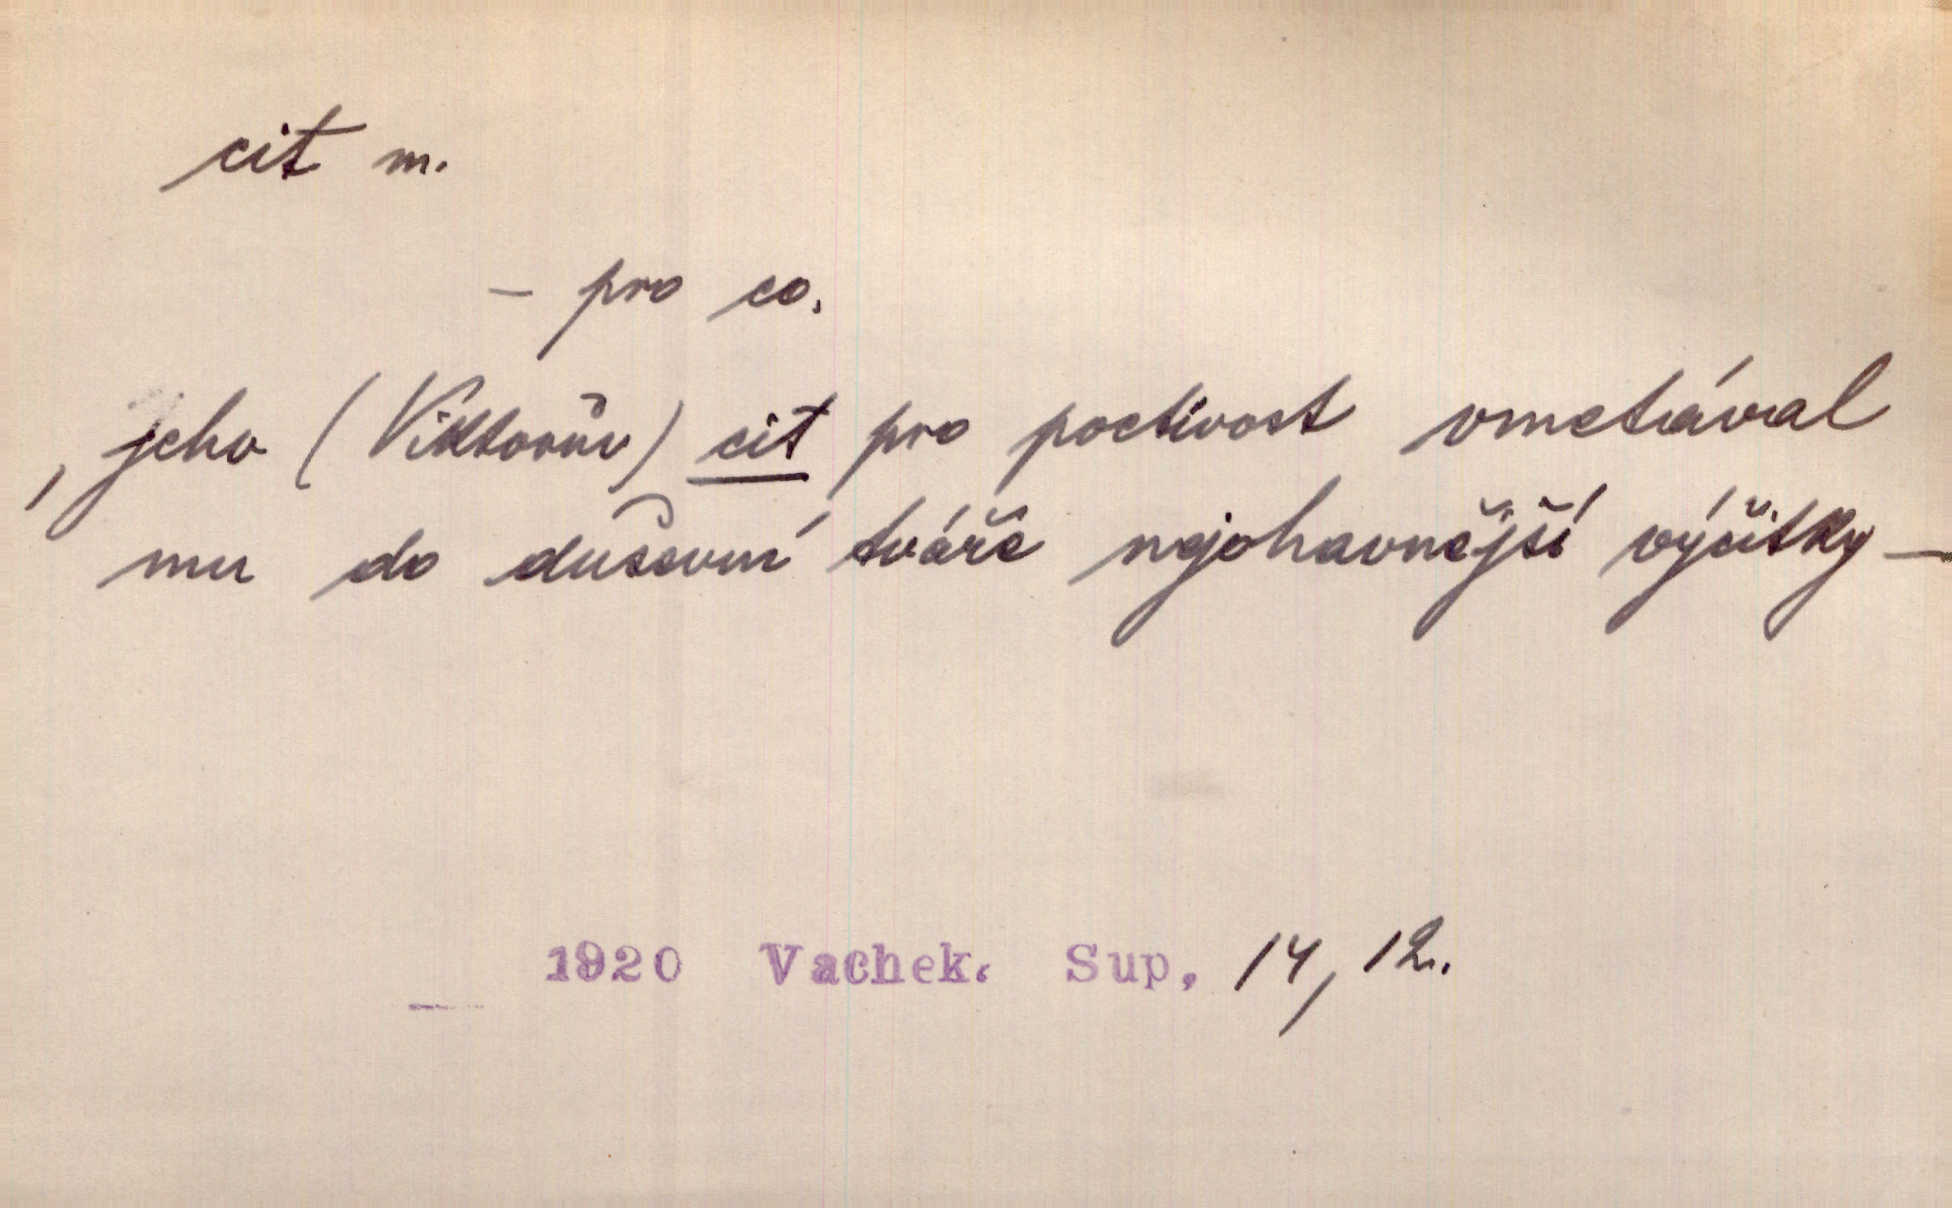 cit m.
– pro co.
, jeho (Viktorův) cit pro poctivost vmetával
mu do duševní tváře nejohavnější výčitky –
1920 Vachek. Sup. 14, 12.